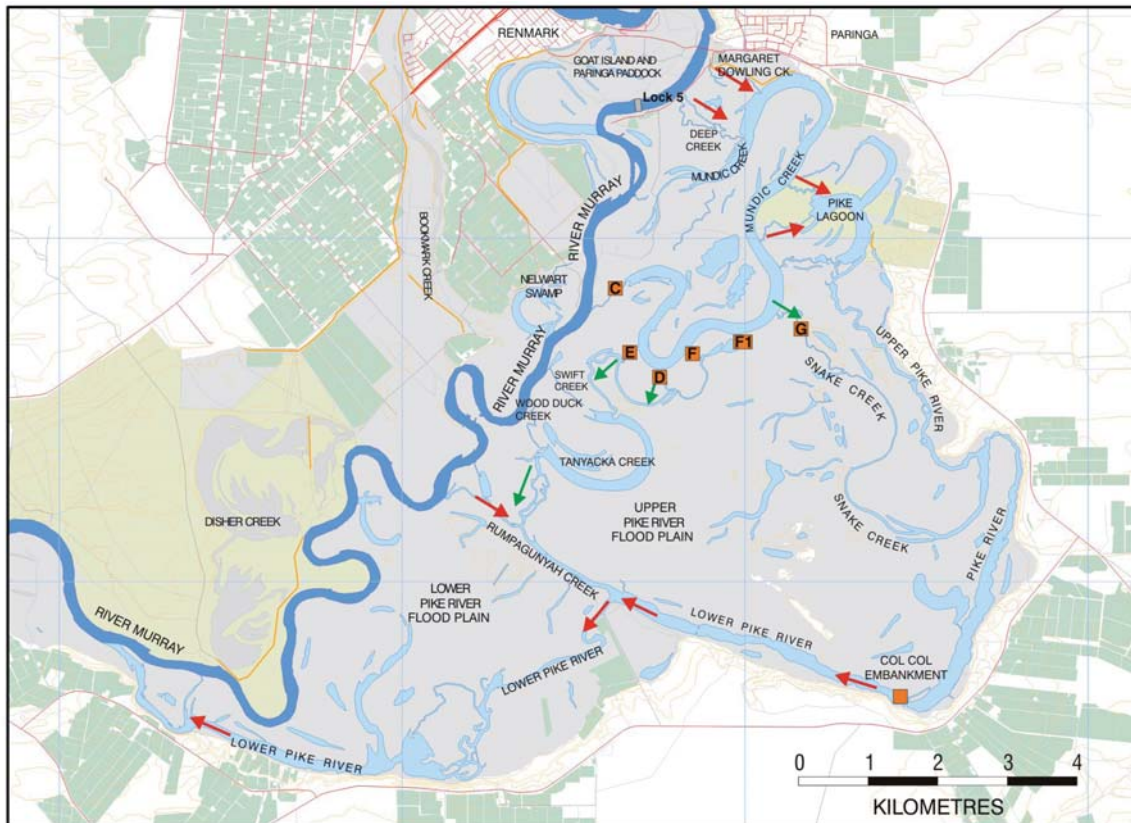 RENMARK
PARINGA
GOAT ISLAND AND
PARINGA PADDOCK
MARGARET
DOWLING CK
Lock 5
DEEP
CREEK
MUNDIC CREEK
MUNDIC CREEK
PIKE
LAGOON
RIVER MURRAY
BOOKMARK CREEK
NELWART
SWAMP
C
G
F1
F
E
D
RIVER MURRAY
SWIFT
CREEK
WOOD DUCK
CREEK
SNAKE CREEK
UPPER PIKE RIVER
TANYACKA CREEK
UPPER
PIKE RIVER
FLOOD PLAIN
SNAKE CREEK
PIKE RIVER
DISHER CREEK
RUMPAGUNYAH CREEK
LOWER
PIKE RIVER
FLOOD PLAIN
LOWER PIKE RIVER
RIVER MURRAY
LOWER PIKE RIVER
COL COL
EMBANKMENT
LOWER PIKE RIVER
0 1 2 3 4
KILOMETRES